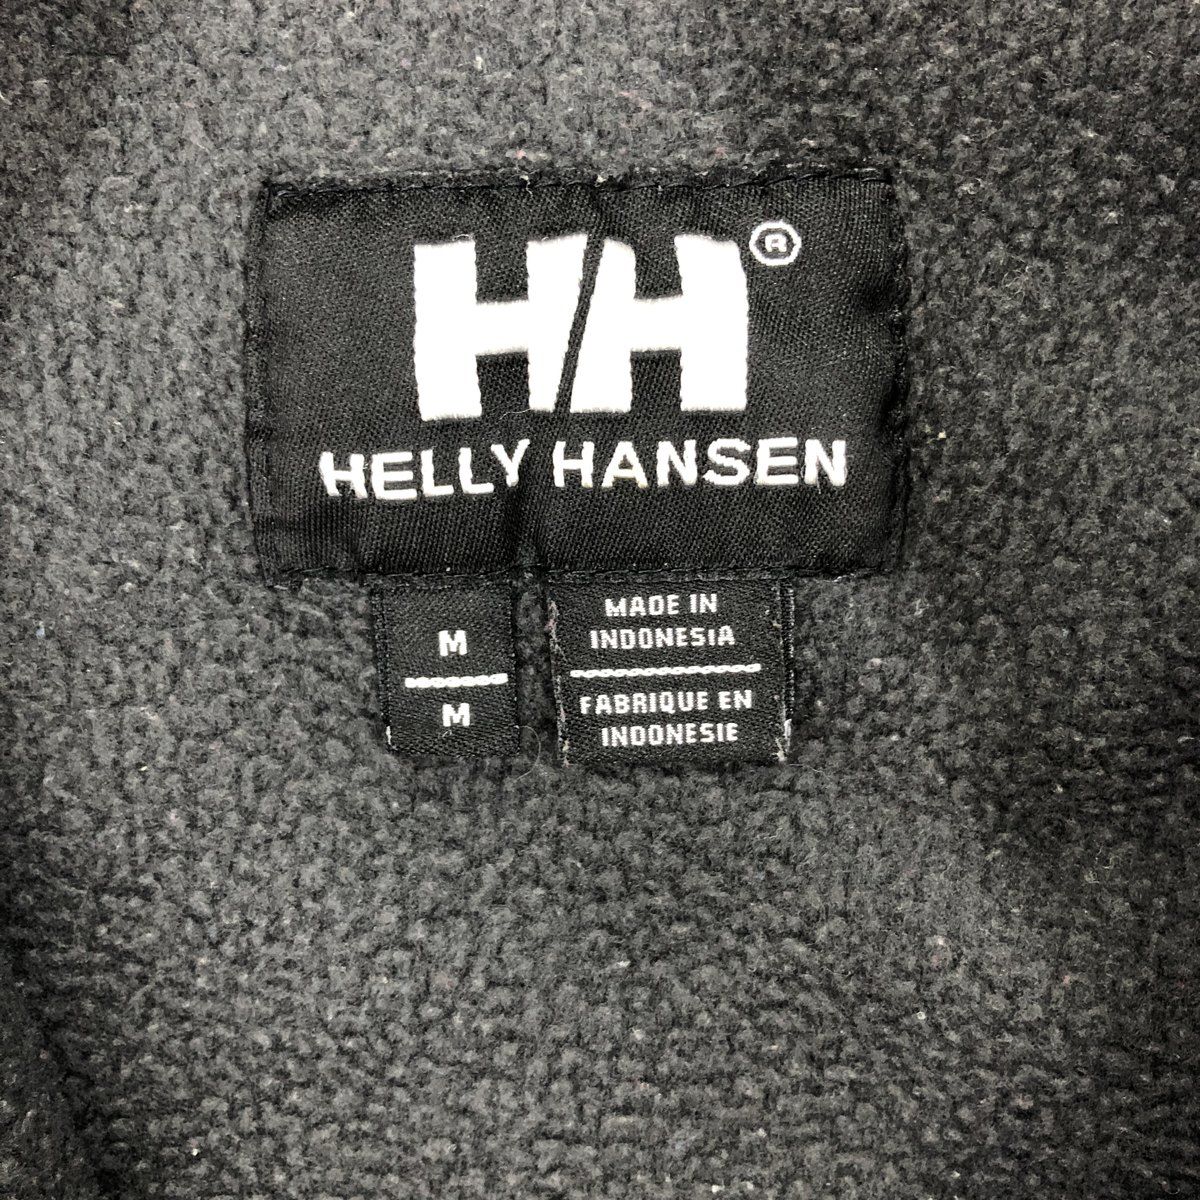 HH®
HELLY HANSEN
M
M
MADE IN
INDONESIA
FABRIQUE EN
INDONESIE